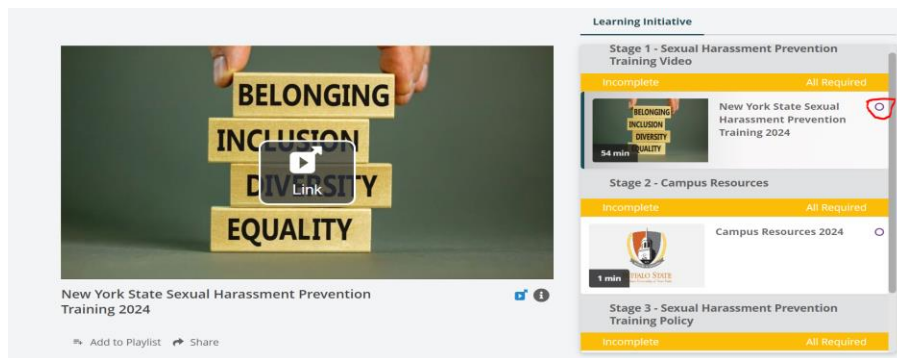 Learning Initiative
BELONGING
INCLUSION
DIVERSITY
EQUALITY
Link
New York State Sexual Harassment Prevention
Training 2024
Add to Playlist
Share
Stage 1 - Sexual Harassment Prevention
Training Video
Incomplete
All Required
BELONGING
INCLUSION
DIVERSITY
EQUALITY
54 min
New York State Sexual
Harassment Prevention
Training 2024
Stage 2 - Campus Resources
Incomplete
All Required
1 min
Campus Resources 2024
Stage 3 - Sexual Harassment Prevention
Training Policy
Incomplete
All Required